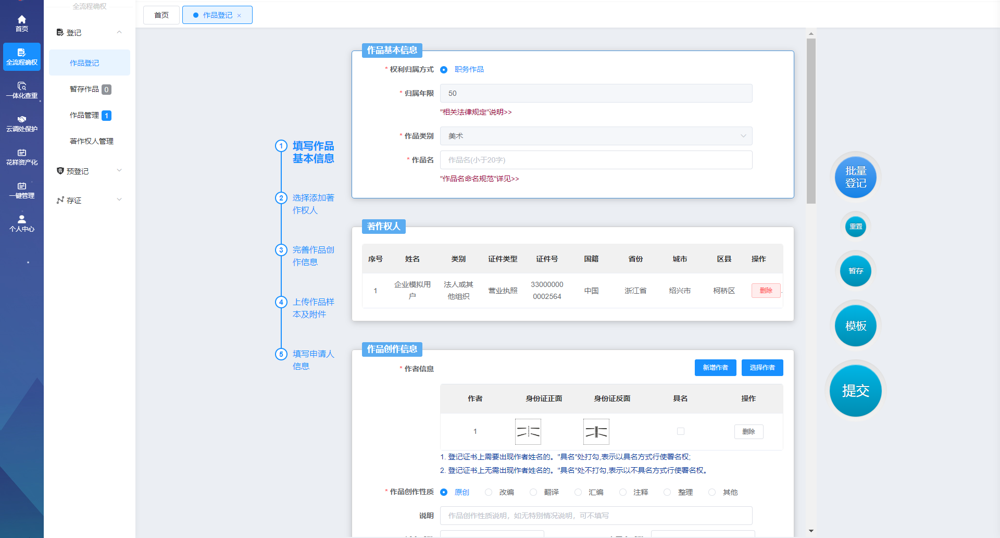 首页
全流程确权
一体化查重
云调处保护
花样资产化
一键管理
个人中心
全流程确权
登记
作品登记
暂存作品 0
作品管理 1
著作权人管理
预登记
存证
首页
作品登记 ×
1 填写作品
基本信息
2 选择添加著
作权人
3 完善作品创
作信息
4 上传作品样
本及附件
5 填写申请人
信息
作品基本信息
* 权利归属方式 职务作品
* 归属年限 50
"相关法律规定"说明>>
* 作品类别 美术
* 作品名 作品名(小于20字)
"作品名命名规范"详见>>
著作权人
序号 姓名 类别 证件类型 证件号 国籍 省份 城市 区县 操作
1 企业模拟用户 法人或其他组织 营业执照 330000000002564 中国 浙江省 绍兴市 柯桥区 删除
作品创作信息
* 作者信息 新增作者 选择作者
作者 身份证正面 身份证反面 具名 操作
1 删除
1. 登记证书上需要出现作者姓名的。"具名"处打勾,表示以具名方式行使署名权;
2. 登记证书上无需出现作者姓名的。"具名"处不打勾,表示以不具名方式行使署名权。
* 作品创作性质 原创 改编 翻译 汇编 注释 整理 其他
说明 作品创作性质说明，如无特别情况说明，可不填写
批量
登记
重置
暂存
模板
提交